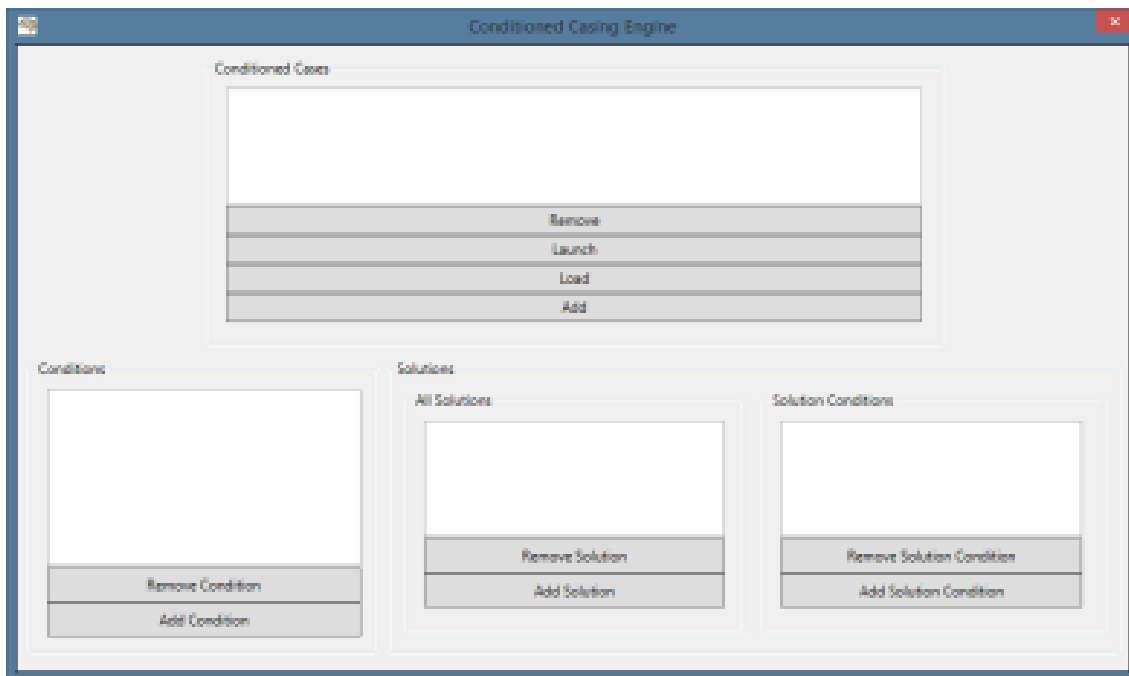 Conditioned Casing Engine
Conditioned Cases
Remove
Launch
Load
Add
Conditions
Remove Condition
Add Condition
Solutions
All Solutions
Remove Solution
Add Solution
Solution Conditions
Remove Solution Condition
Add Solution Condition